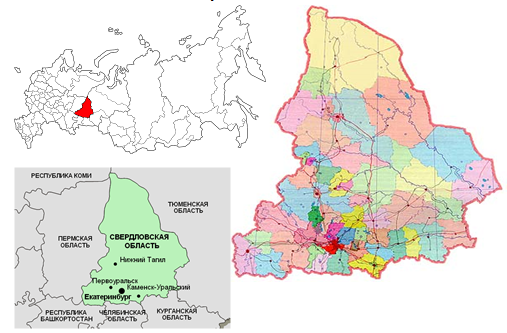 РЕСПУБЛИКА КОМИ
ТЮМЕНСКАЯ
ОБЛАСТЬ
ПЕРМСКАЯ
ОБЛАСТЬ
СВЕРДЛОВСКАЯ
ОБЛАСТЬ
Нижний Тагил
Первоуральск
Каменск-Уральский
Екатеринбург
РЕСПУБЛИКА
БАШКОРТОСТАН
ЧЕЛЯБИНСКАЯ
ОБЛАСТЬ
КУРГАНСКАЯ
ОБЛАСТЬ